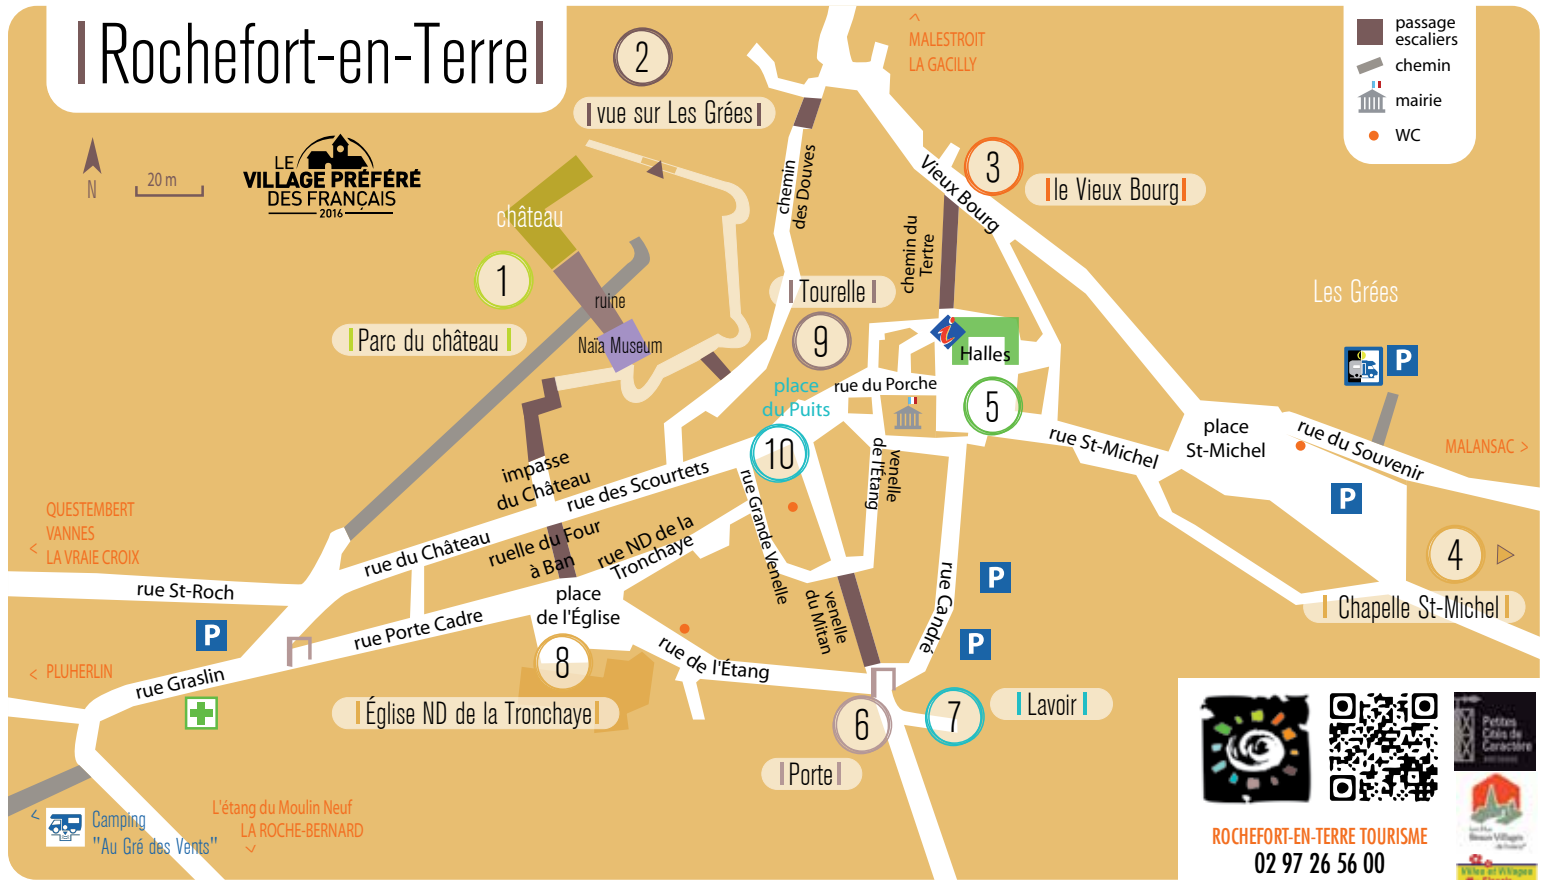 Rochefort-en-Terre
LE
VILLAGE PRÉFÉRÉ
DES FRANÇAIS
2016
N
20 m
2
vue sur Les Grées
MALESTROIT
LA GACILLY
passage
escaliers
chemin
mairie
WC
château
1
Parc du château
ruine
Naïa Museum
chemin
des Douves
Vieux Bourg
3
le Vieux Bourg
chemin du
Tertre
Tourelle
9
i
Halles
5
Les Grées
P
place
du Puits
rue du Porche
10
venelle
de l'Étang
rue St-Michel
place
St-Michel
rue du Souvenir
MALANSAC >
P
4
Chapelle St-Michel
impasse
du Château
rue des Scourtets
rue Grande Venelle
QUESTEMBERT
VANNES
< LA VRAIE CROIX
rue St-Roch
rue du Château
ruelle du Four
à Ban
rue ND de la
Tronchaye
place
de l'Église
rue Porte Cadre
P
8
Église ND de la Tronchaye
venelle
du Mitan
rue Candré
P
P
rue de l'Étang
< PLUHERLIN
rue Graslin
6
Porte
7
Lavoir
< Camping
"Au Gré des Vents"
L'étang du Moulin Neuf
LA ROCHE-BERNARD
Petites
Cités de
Caractère
ROCHEFORT-EN-TERRE TOURISME
02 97 26 56 00
Villes et Villages